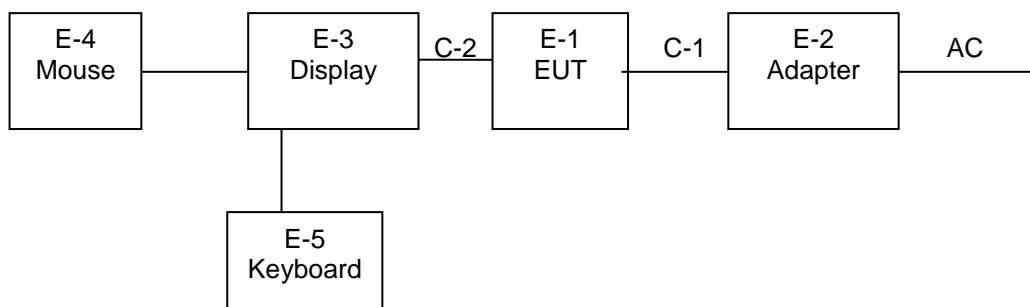 E-4
Mouse
E-3
Display
C-2
E-1
EUT
C-1
E-2
Adapter
AC
E-5
Keyboard